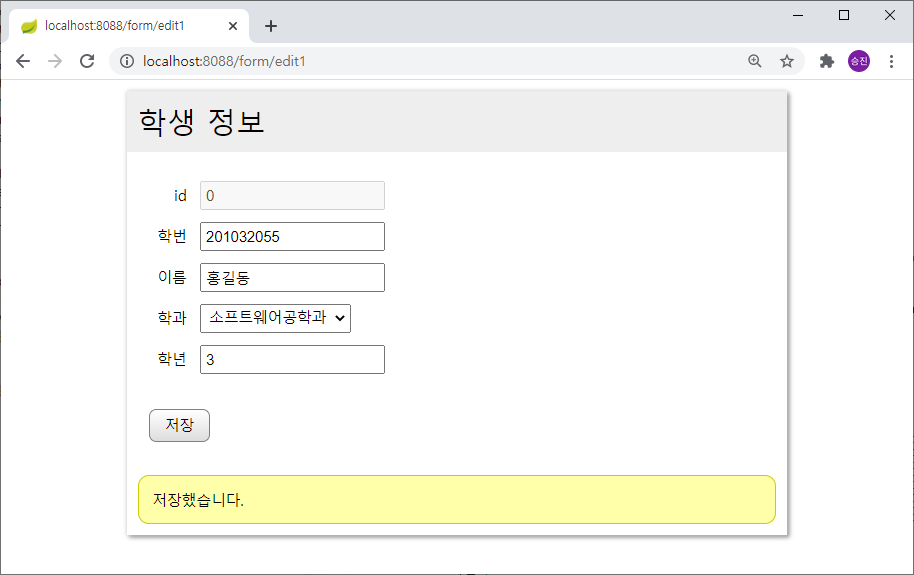 localhost:8088/form/edit1
localhost:8088/form/edit1
승진
학생 정보
id 0
학번 201032055
이름 홍길동
학과 소프트웨어공학과
학년 3
저장
저장했습니다.